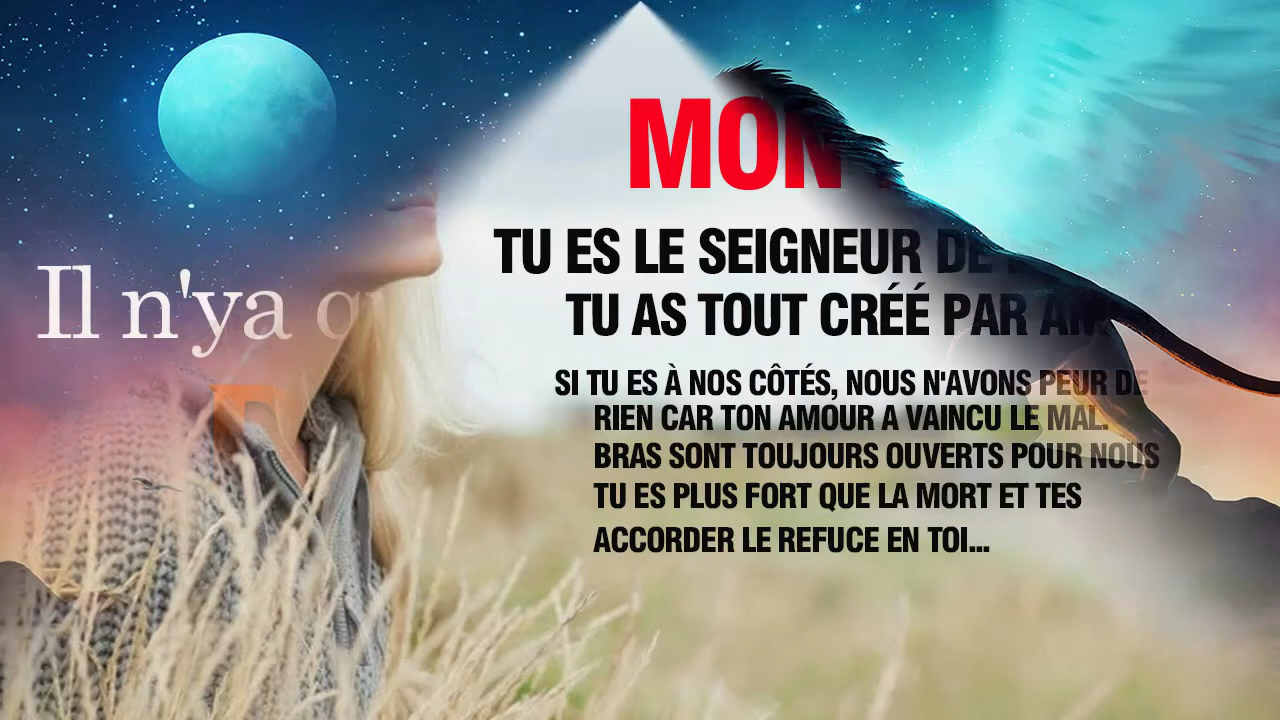 MON
Il n'ya
TU ES LE SEIGNEUR DE
TU AS TOUT CRÉÉ PAR
SI TU ES À NOS CÔTÉS, NOUS N'AVONS PEUR DE
RIEN CAR TON AMOUR A VAINCU LE MAL.
BRAS SONT TOUJOURS OUVERTS POUR NOUS
TU ES PLUS FORT QUE LA MORT ET TES
ACCORDER LE REFUCE EN TOI...